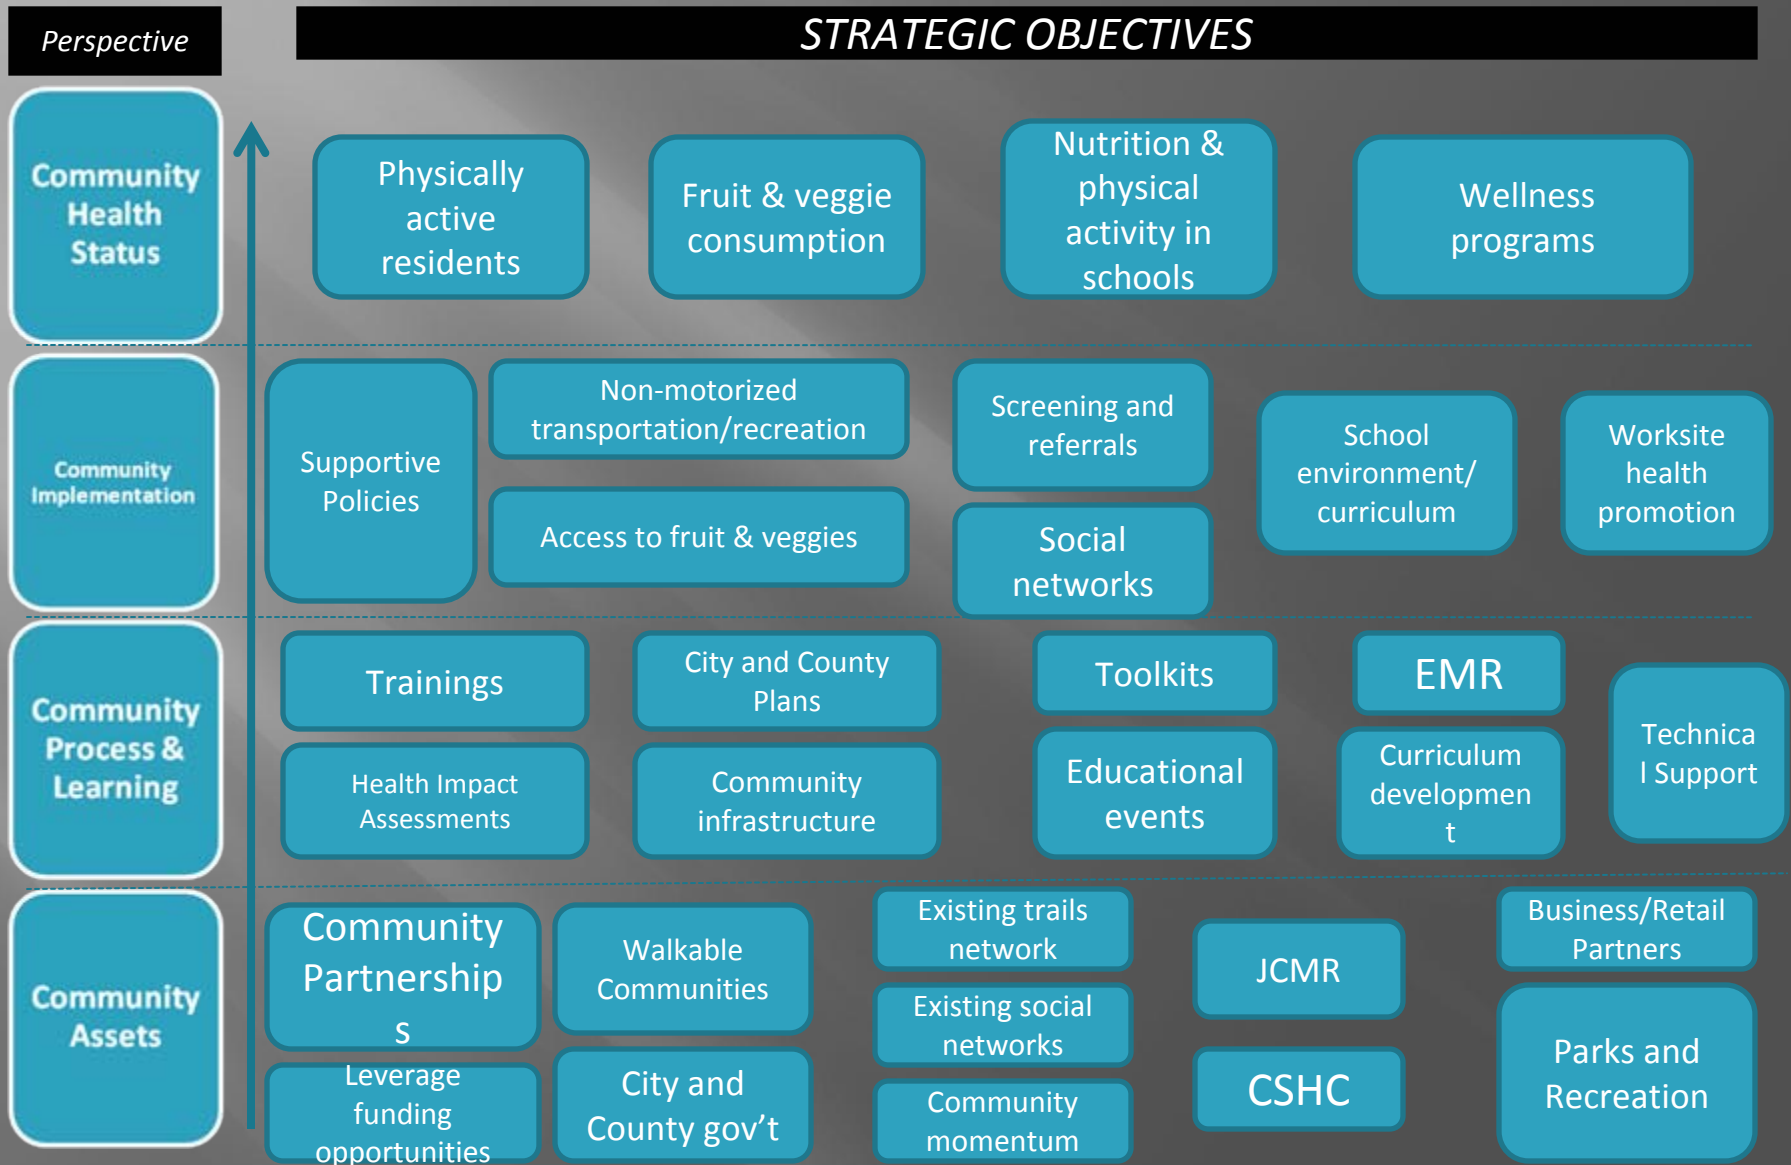 Perspective
STRATEGIC OBJECTIVES
Community
Health
Status
Physically
active
residents
Fruit & veggie
consumption
Nutrition &
physical
activity in
schools
Wellness
programs
Community
Implementation
Supportive
Policies
Non-motorized
transportation/recreation
Access to fruit & veggies
Screening and
referrals
Social
networks
School
environment/
curriculum
Worksite
health
promotion
Community
Process &
Learning
Trainings
Health Impact
Assessments
City and County
Plans
Community
infrastructure
Toolkits
Educational
events
EMR
Curriculum
developmen
t
Technica
l Support
Community
Assets
Community
Partnership
s
Leverage
funding
opportunities
Walkable
Communities
City and
County gov’t
Existing trails
network
Existing social
networks
Community
momentum
JCMR
CSHC
Business/Retail
Partners
Parks and
Recreation